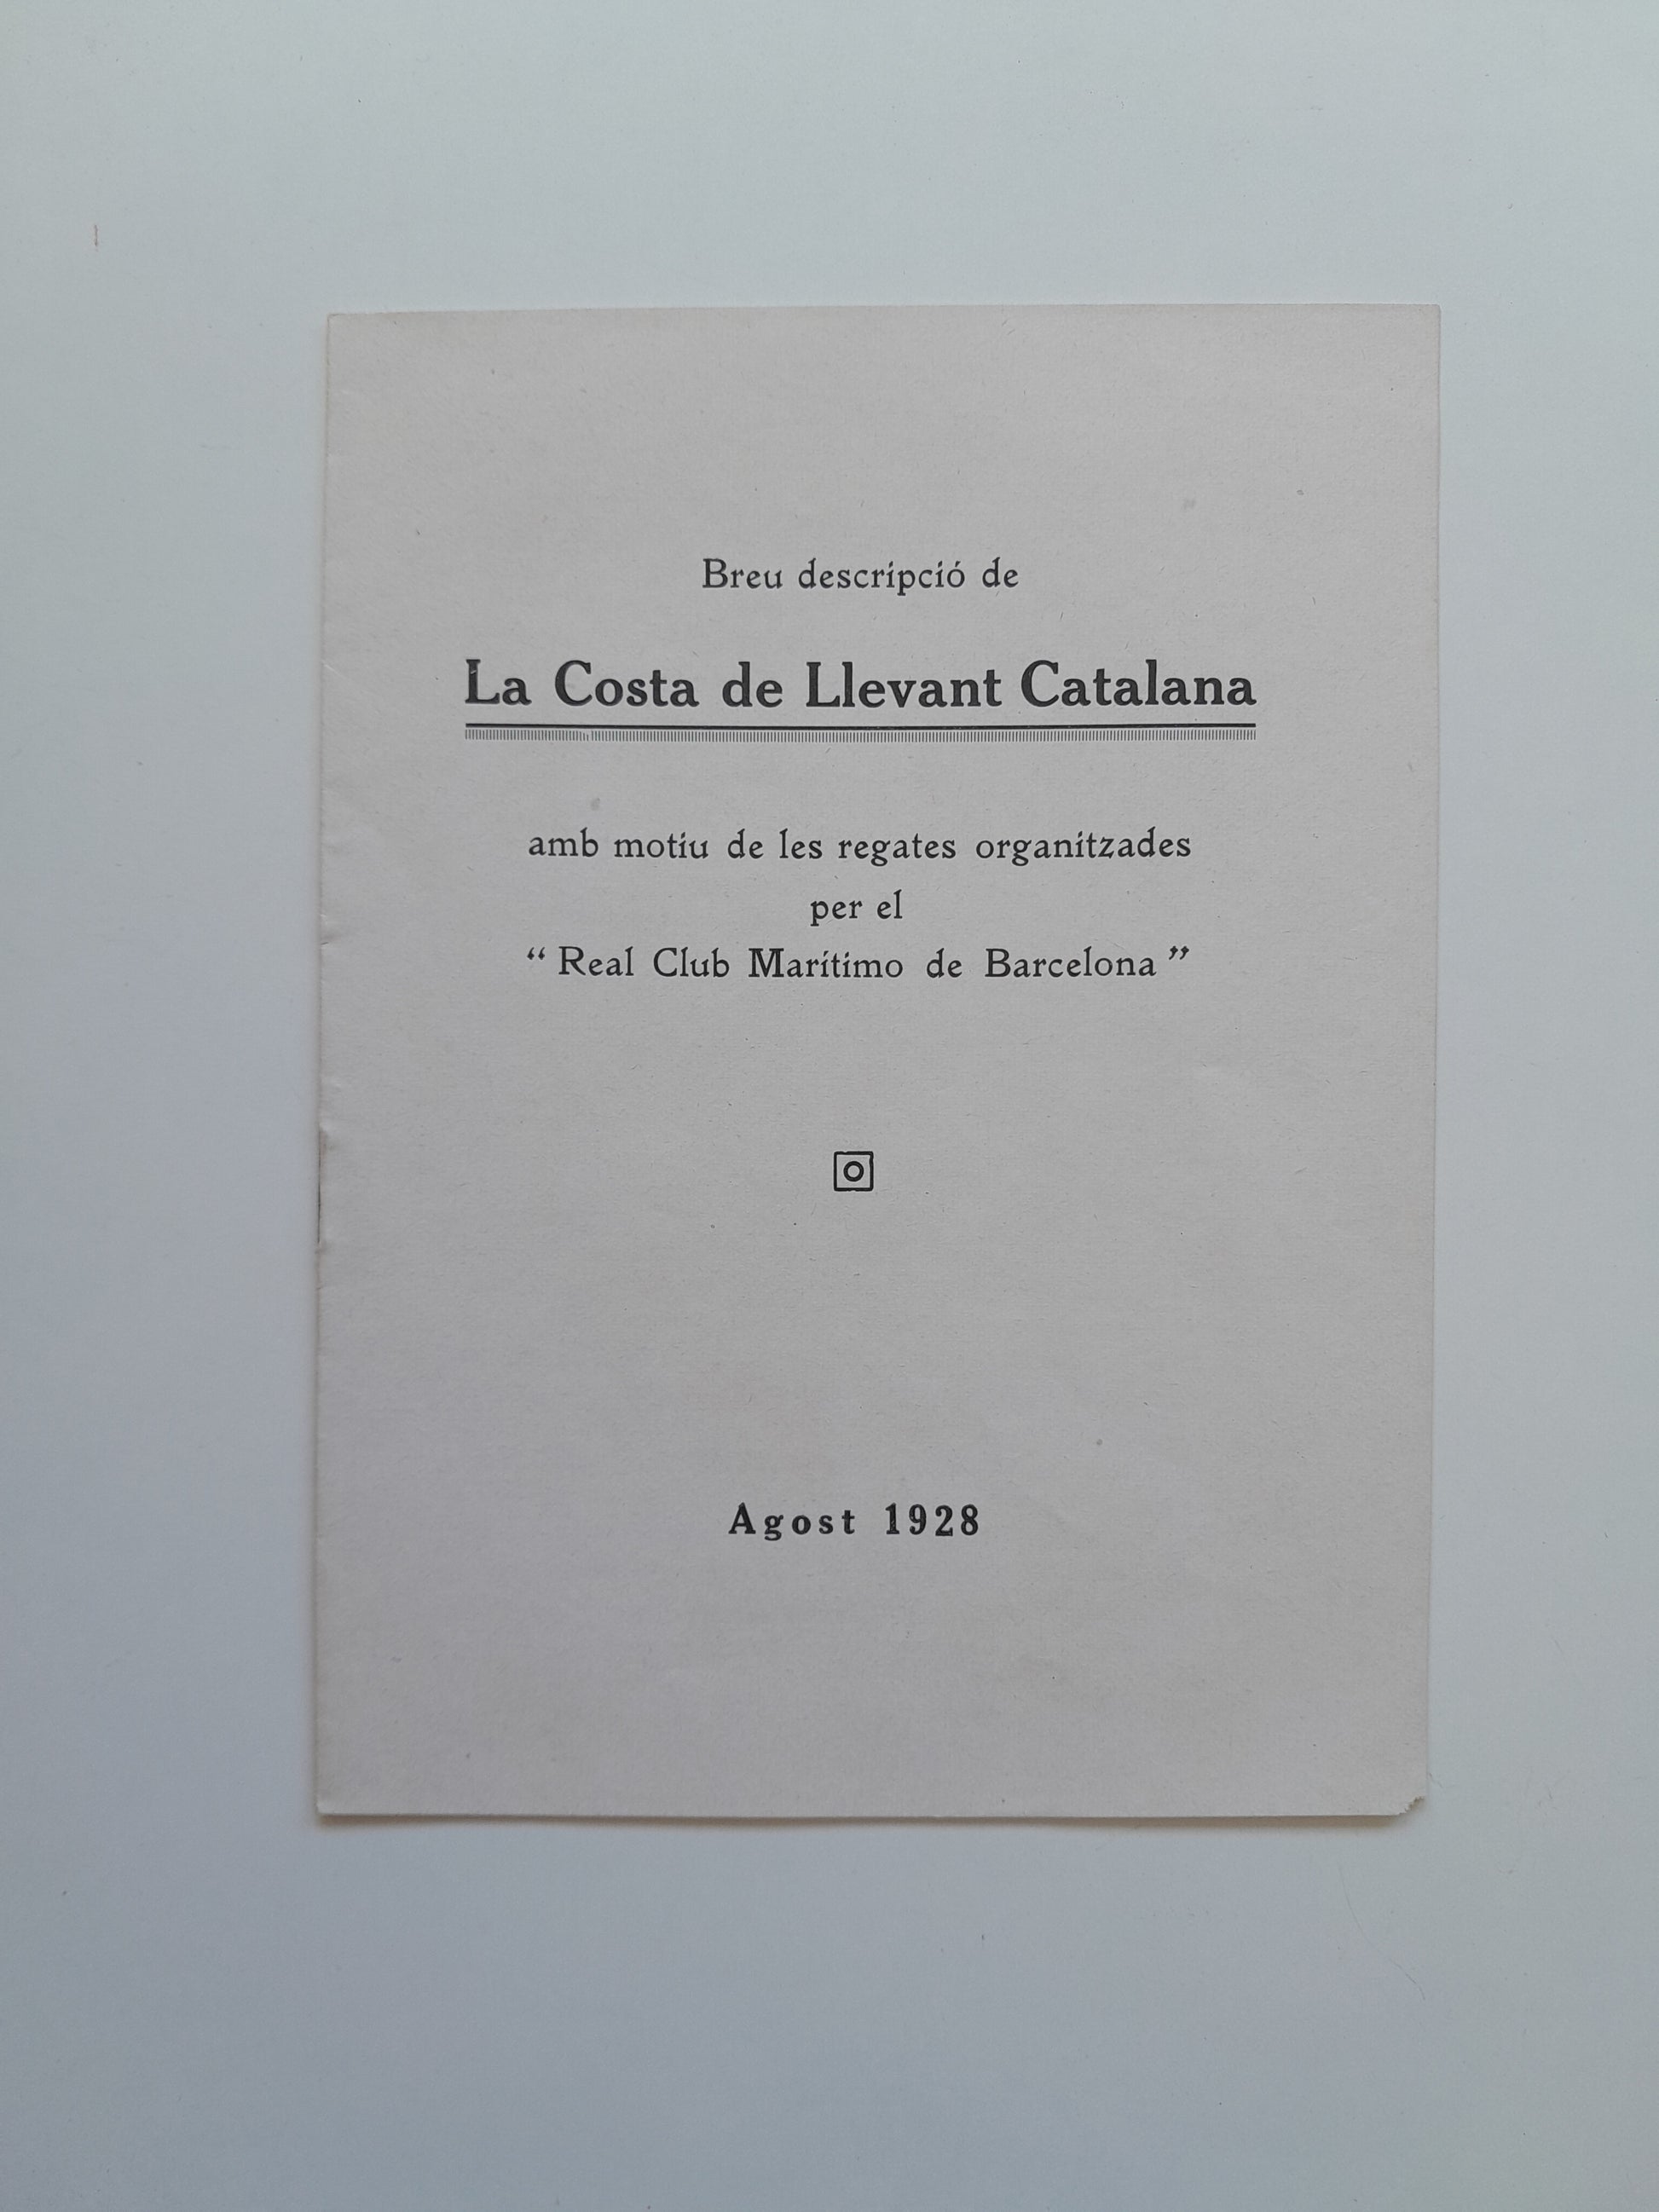 Breu descripció de
La Costa de Llevant Catalana
amb motiu de les regates organitzades
per el
“ Real Club Marítimo de Barcelona ”
Agost 1928